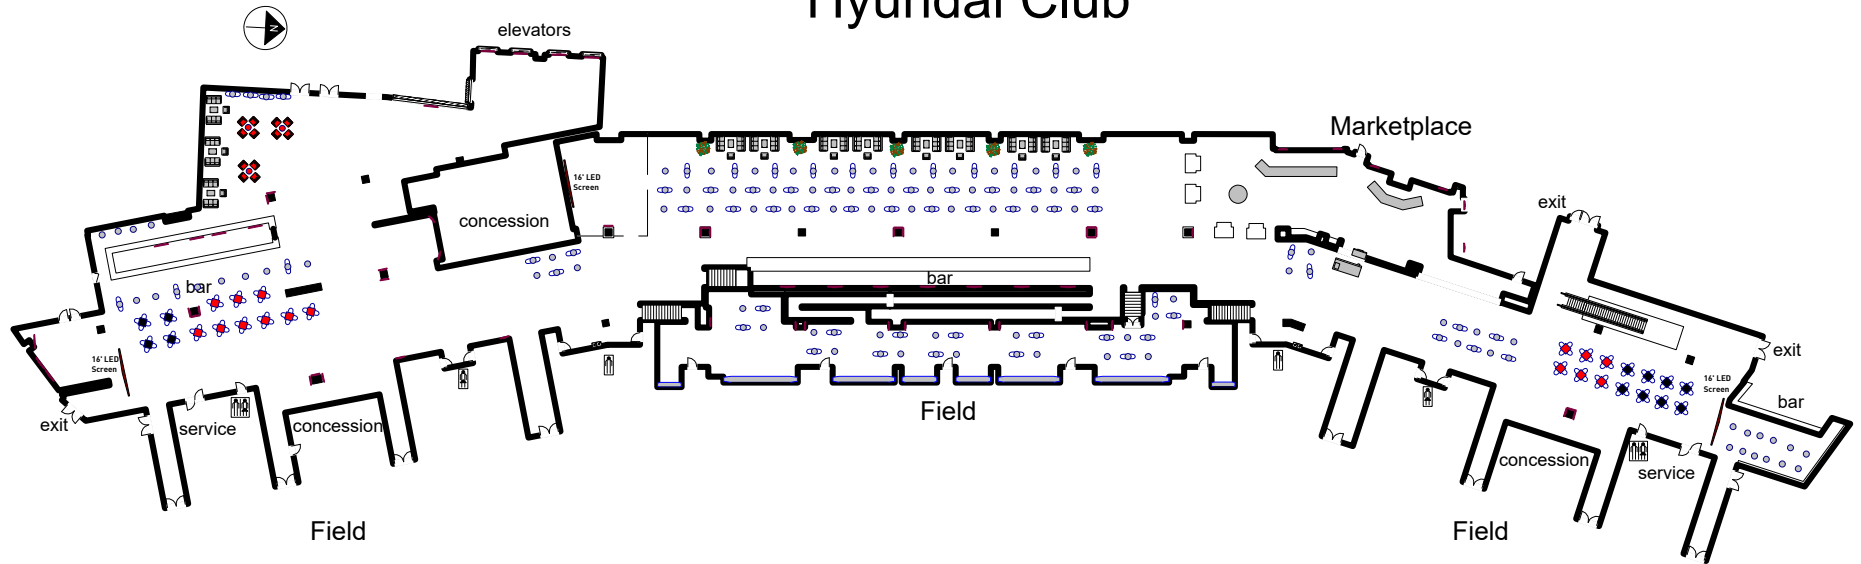 Hyundai Club
N
elevators
Marketplace
16' LED
Screen
concession
exit
bar
bar
exit
16' LED
Screen
16' LED
Screen
bar
Field
exit
service
concession
concession
service
Field
Field